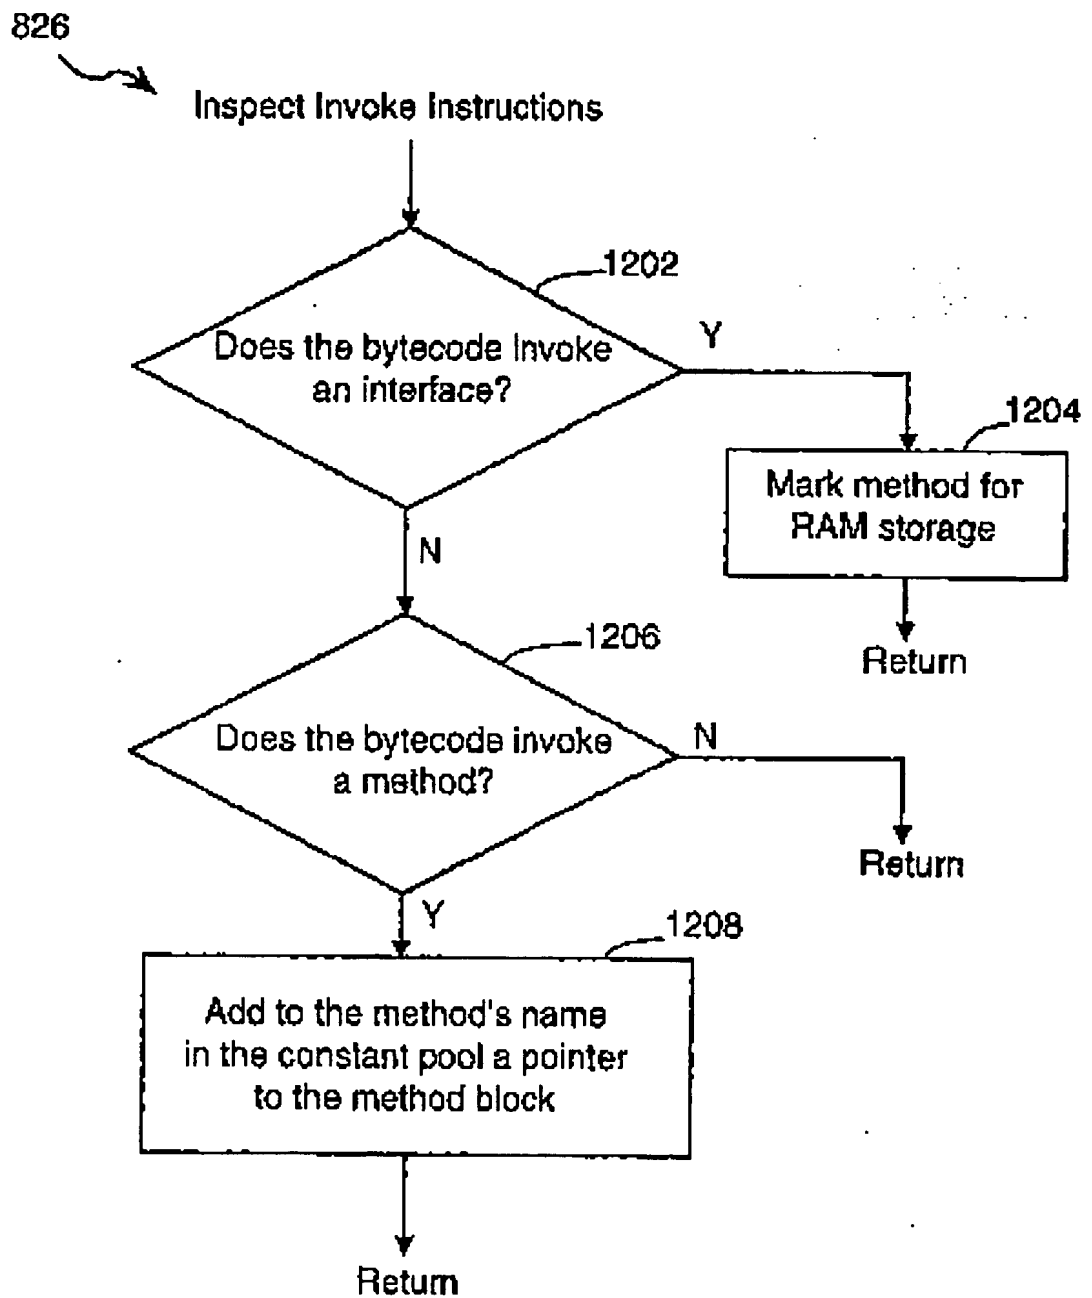 826
Inspect Invoke Instructions
1202
Does the bytecode invoke
an interface?
Y
1204
Mark method for
RAM storage
N
Return
1206
Does the bytecode invoke
a method?
N
Return
Y
1208
Add to the method's name
in the constant pool a pointer
to the method block
Return